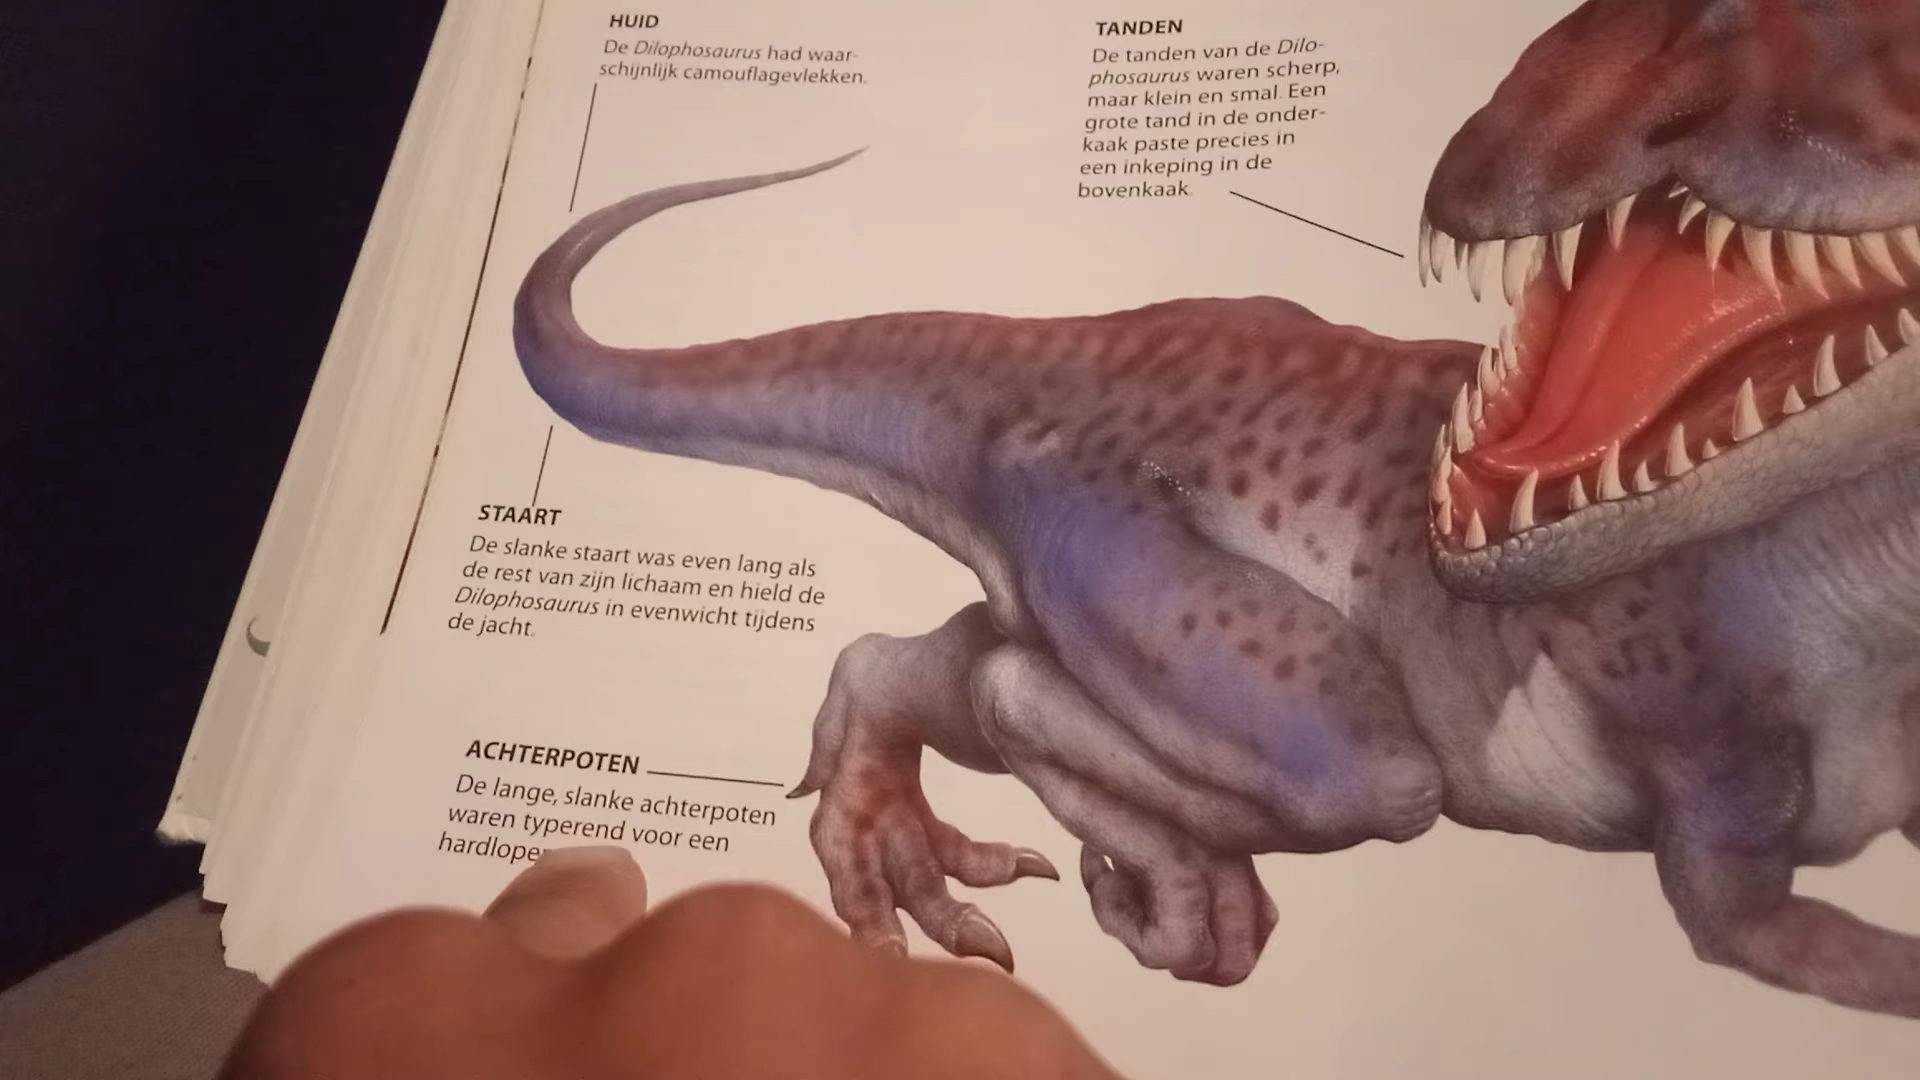 HUID
De Dilophosaurus had waar-
schijnlijk camouflagevlekken.
TANDEN
De tanden van de Dilo-
phosaurus waren scherp,
maar klein en smal. Een
grote tand in de onder-
kaak paste precies in
een inkeping in de
bovenkaak.
STAART
De slanke staart was even lang als
de rest van zijn lichaam en hield de
Dilophosaurus in evenwicht tijdens
de jacht.
ACHTERPOTEN
De lange, slanke achterpoten
waren typerend voor een